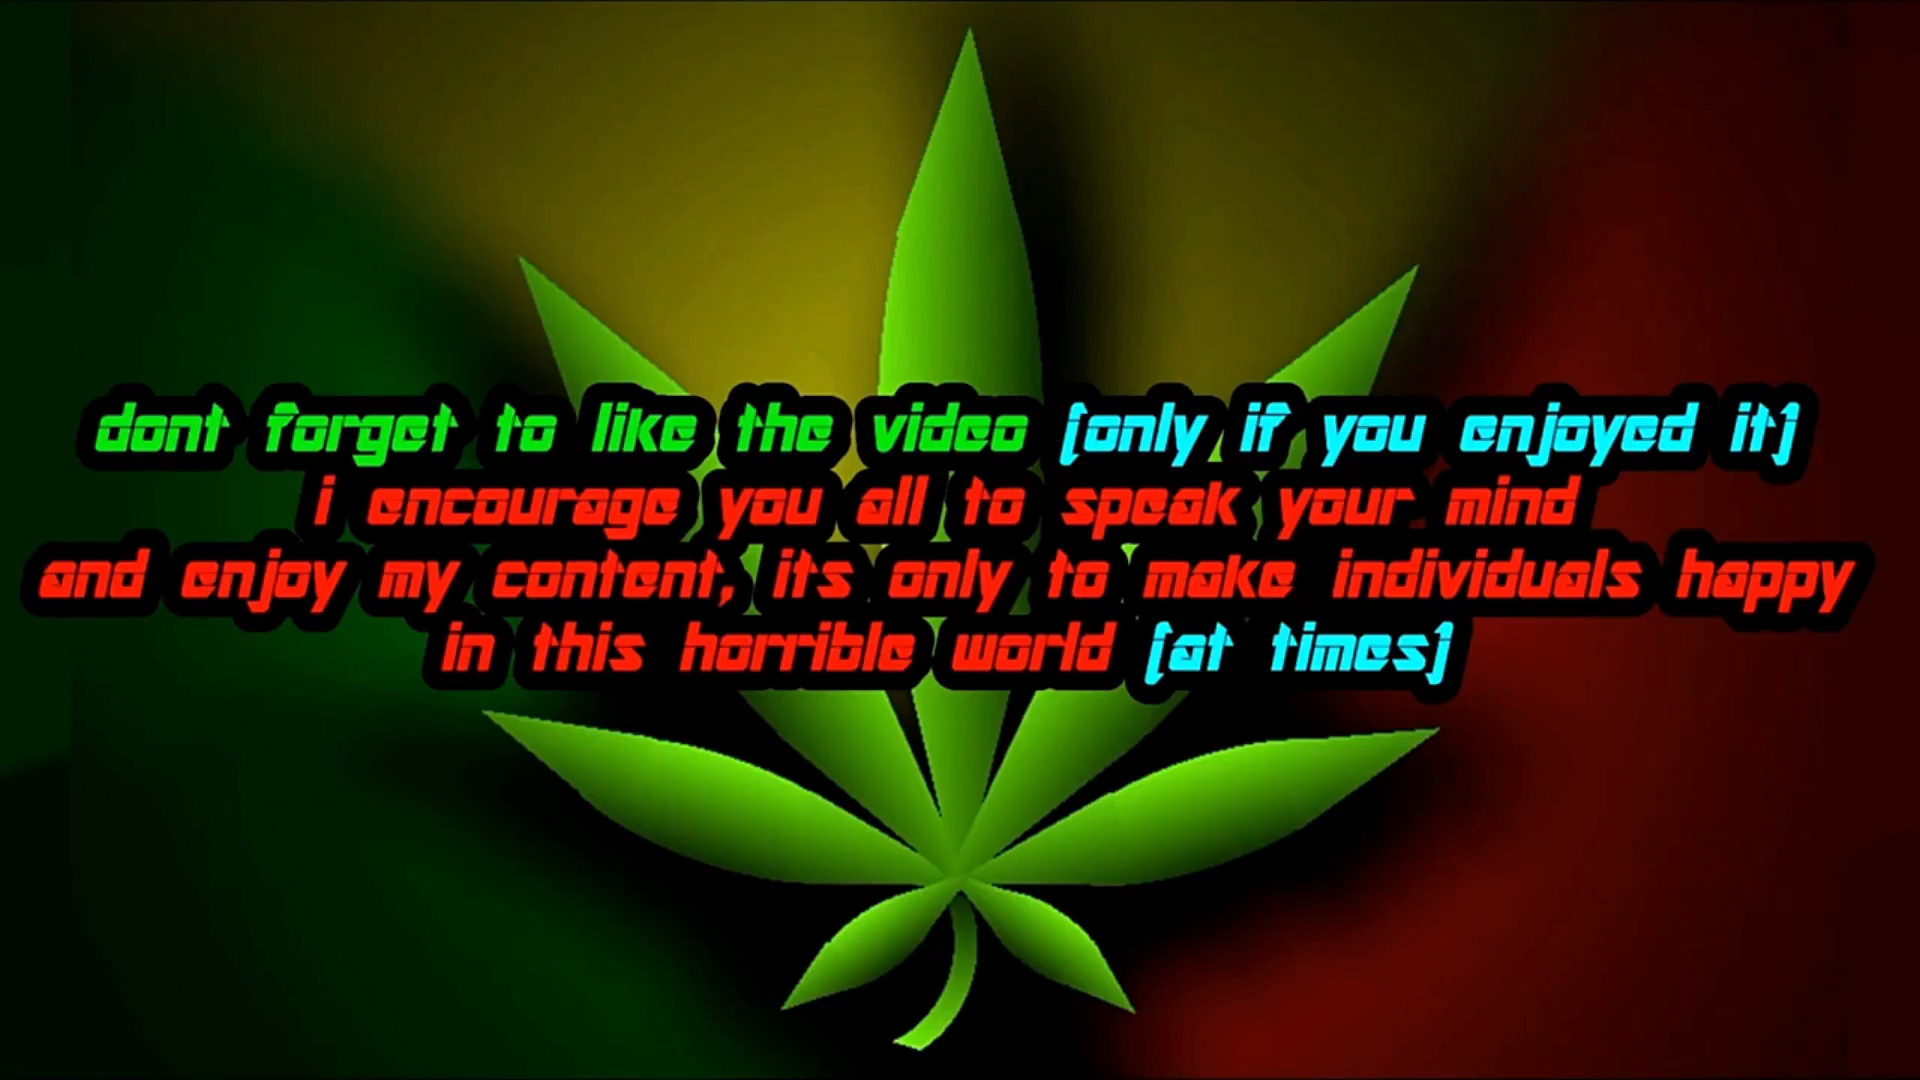 dont forget to like the video (only if you enjoyed it)
i encourage you all to speak your mind
and enjoy my content, its only to make individuals happy
in this horrible world (at times)